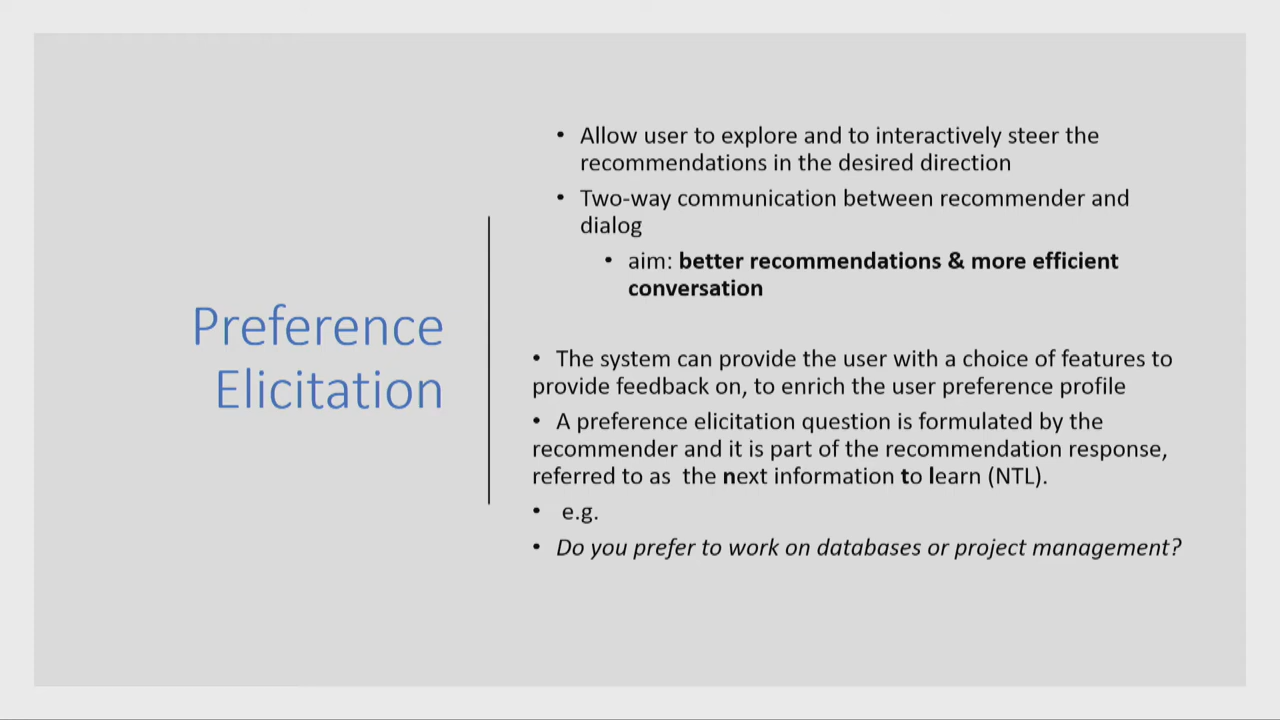 Preference
Elicitation
• Allow user to explore and to interactively steer the
recommendations in the desired direction
• Two-way communication between recommender and
dialog
• aim: better recommendations & more efficient
conversation
• The system can provide the user with a choice of features to
provide feedback on, to enrich the user preference profile
• A preference elicitation question is formulated by the
recommender and it is part of the recommendation response,
referred to as the next information to learn (NTL).
• e.g.
• Do you prefer to work on databases or project management?